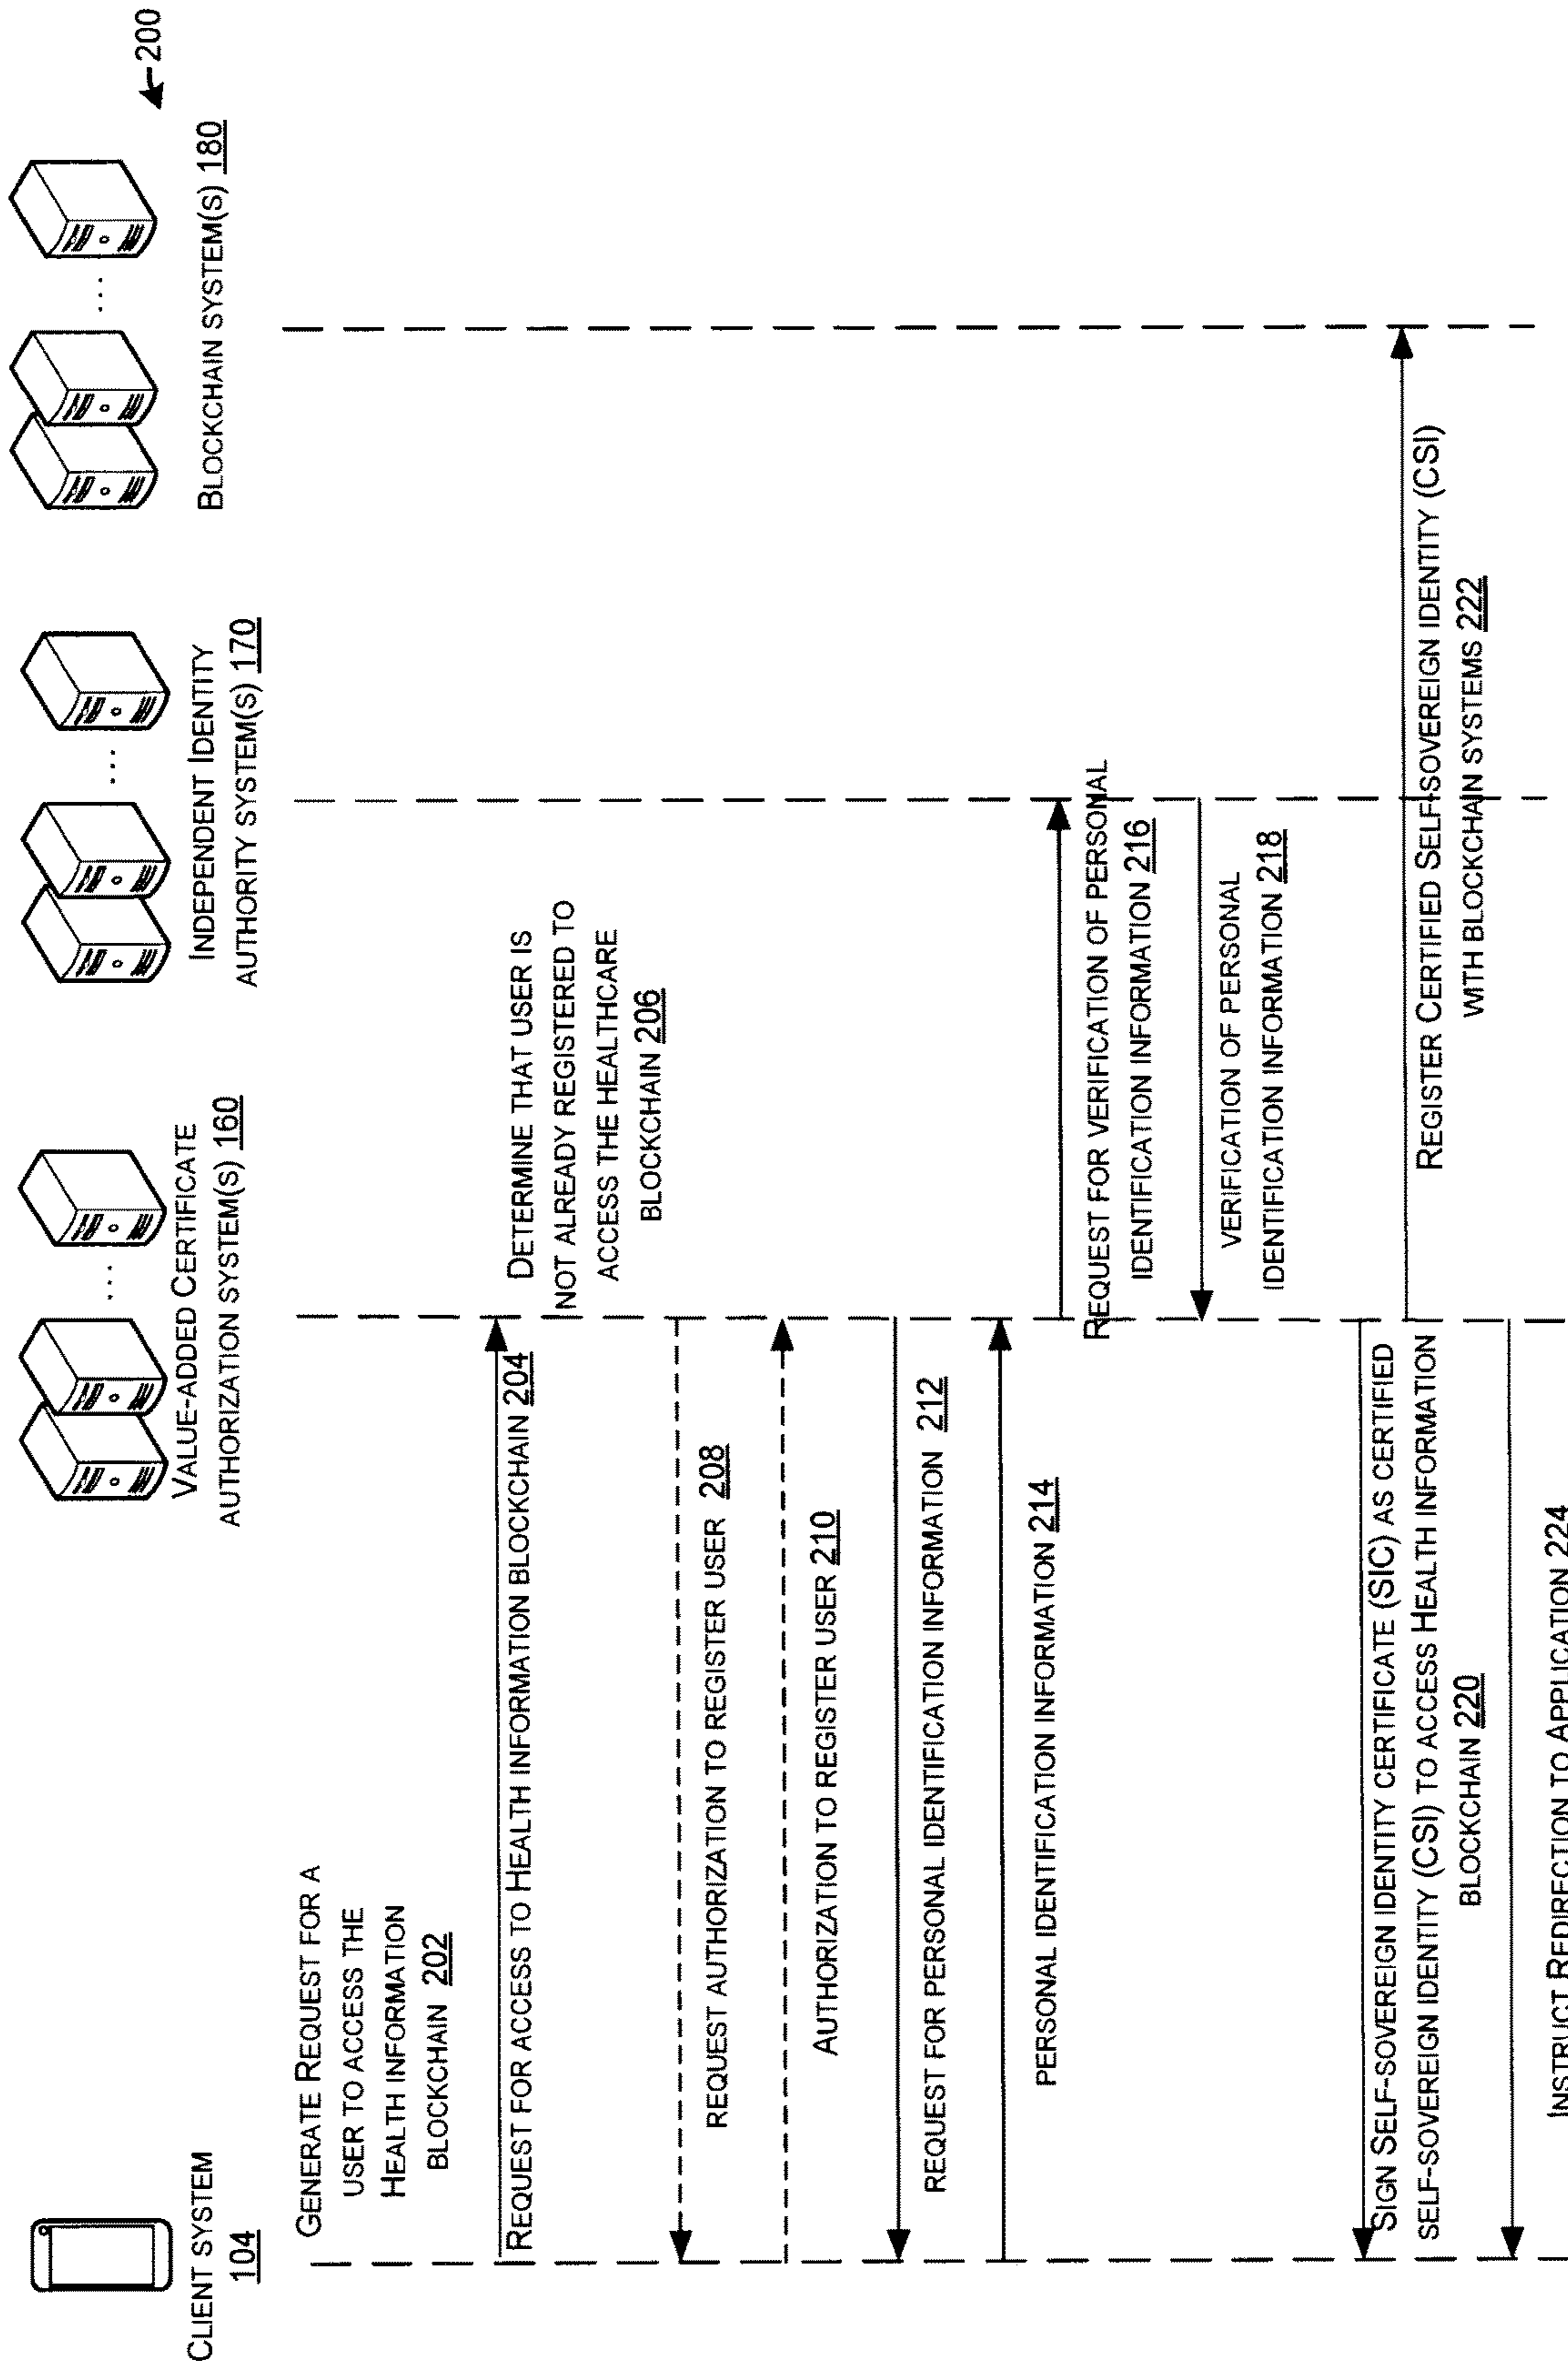 200
CLIENT SYSTEM
104
VALUE-ADDED CERTIFICATE
AUTHORIZATION SYSTEM(S) 160
INDEPENDENT IDENTITY
AUTHORITY SYSTEM(S) 170
BLOCKCHAIN SYSTEM(S) 180
GENERATE REQUEST FOR A
USER TO ACCESS THE
HEALTH INFORMATION
BLOCKCHAIN 202
REQUEST FOR ACCESS TO HEALTH INFORMATION BLOCKCHAIN 204
DETERMINE THAT USER IS
NOT ALREADY REGISTERED TO
ACCESS THE HEALTHCARE
BLOCKCHAIN 206
REQUEST AUTHORIZATION TO REGISTER USER 208
AUTHORIZATION TO REGISTER USER 210
REQUEST FOR PERSONAL IDENTIFICATION INFORMATION 212
PERSONAL IDENTIFICATION INFORMATION 214
REQUEST FOR VERIFICATION OF PERSONAL
IDENTIFICATION INFORMATION 216
VERIFICATION OF PERSONAL
IDENTIFICATION INFORMATION 218
SIGN SELF-SOVEREIGN IDENTITY CERTIFICATE (SIC) AS CERTIFIED
SELF-SOVEREIGN IDENTITY (CSI) TO ACCESS HEALTH INFORMATION
BLOCKCHAIN 220
REGISTER CERTIFIED SELF-SOVEREIGN IDENTITY (CSI)
WITH BLOCKCHAIN SYSTEMS 222
INSTRUCT REDIRECTION TO APPLICATION 224